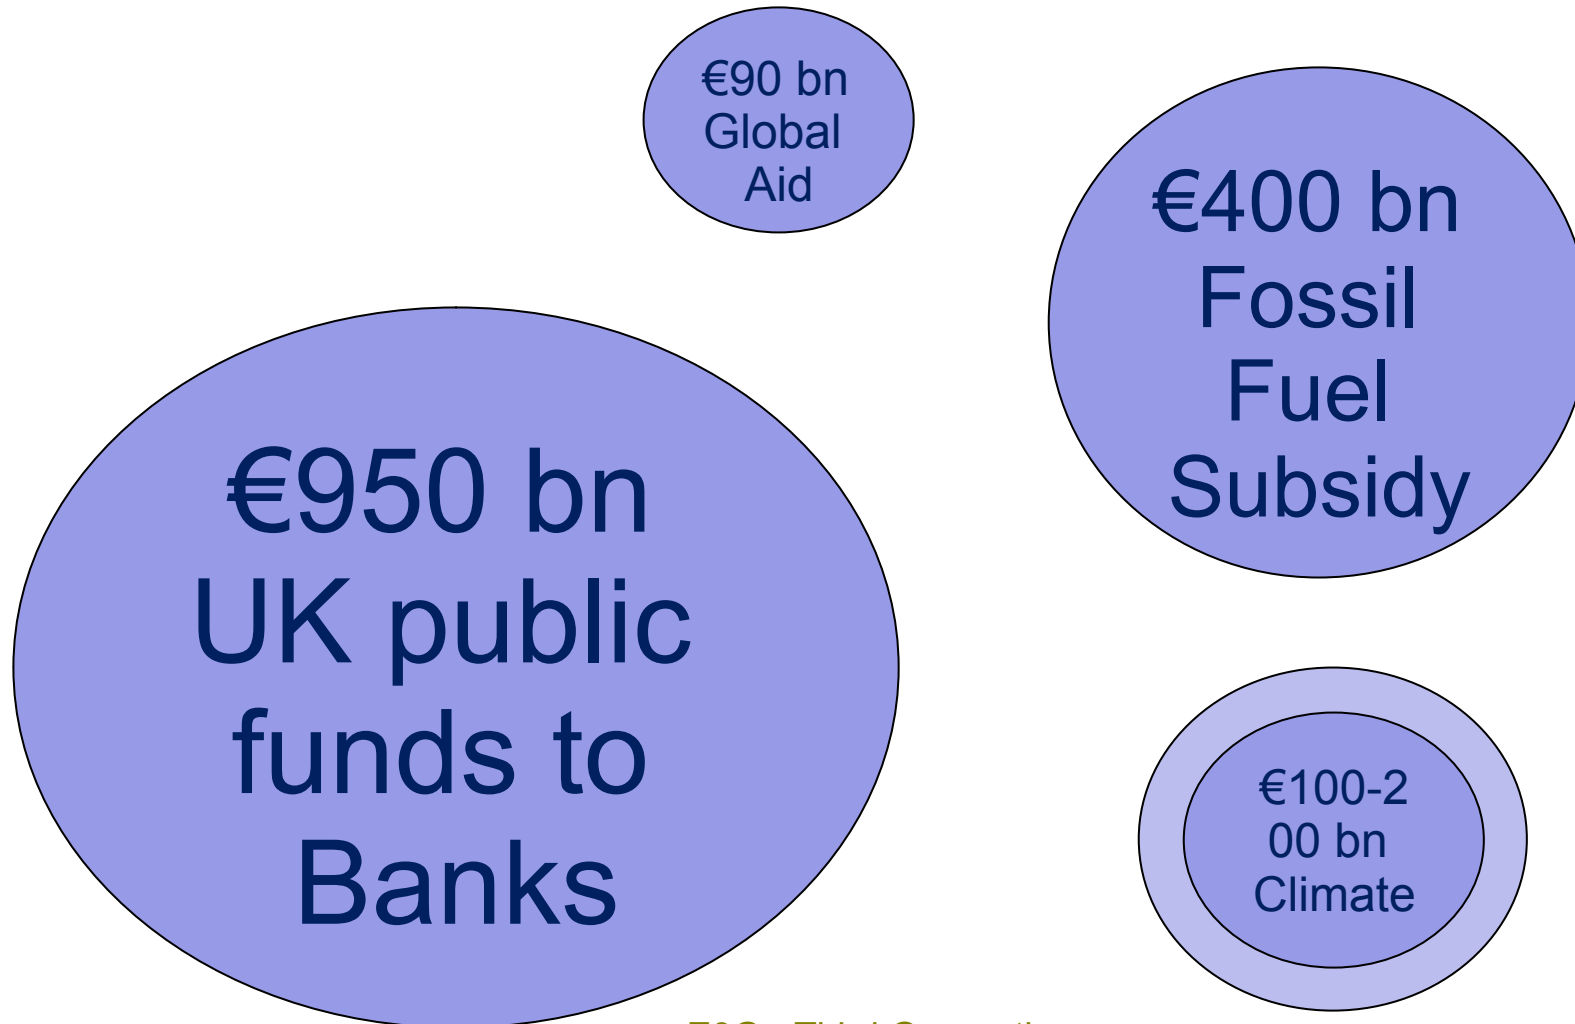 €90 bn
Global
Aid
€400 bn
Fossil
Fuel
Subsidy
€950 bn
UK public
funds to
Banks
€100-2
00 bn
Climate